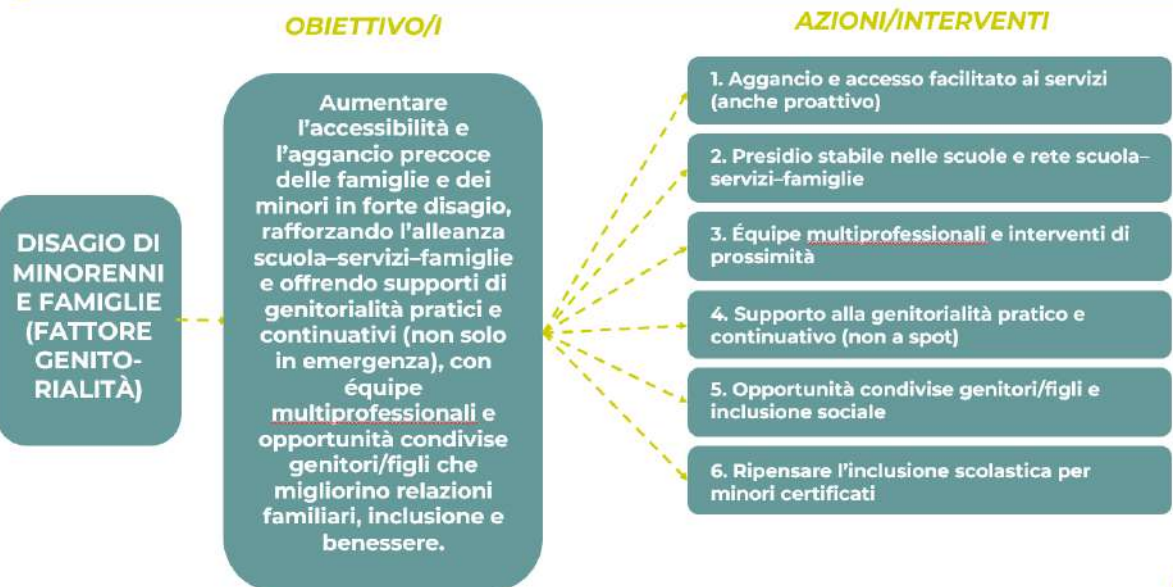 OBIETTIVO/I
AZIONI/INTERVENTI
DISAGIO DI
MINORENNI
E FAMIGLIE
(FATTORE
GENITO-
RIALITÀ)
Aumentare
l'accessibilità e
l'aggancio precoce
delle famiglie e dei
minori in forte disagio,
rafforzando l'alleanza
scuola–servizi–famiglie
e offrendo supporti di
genitorialità pratici e
continuativi (non solo
in emergenza), con
équipe
multiprofessionali e
opportunità condivise
genitori/figli che
migliorino relazioni
familiari, inclusione e
benessere.
1. Aggancio e accesso facilitato ai servizi
(anche proattivo)
2. Presidio stabile nelle scuole e rete scuola–
servizi–famiglie
3. Équipe multiprofessionali e interventi di
prossimità
4. Supporto alla genitorialità pratico e
continuativo (non a spot)
5. Opportunità condivise genitori/figli e
inclusione sociale
6. Ripensare l'inclusione scolastica per
minori certificati